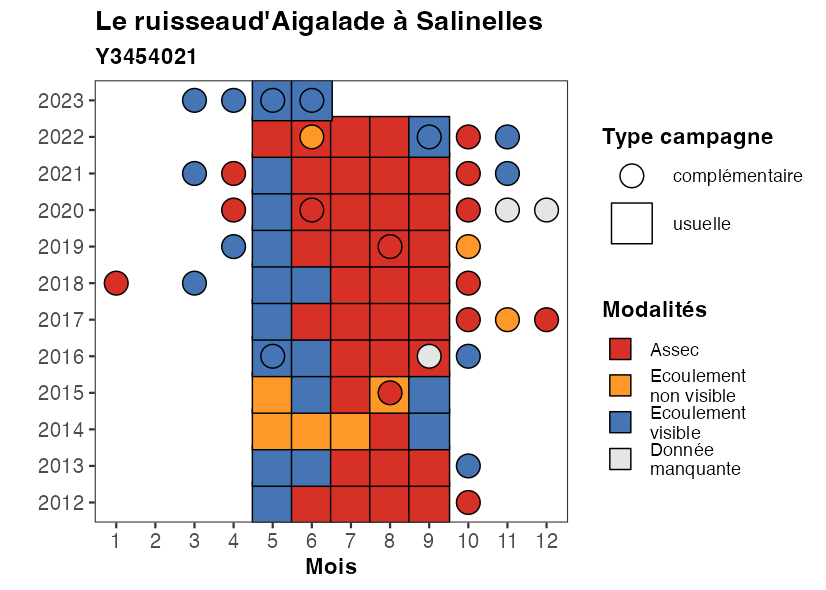 Le ruisseaud'Aigalade à Salinelles
Y3454021
2023
2022
2021
2020
2019
2018
2017
2016
2015
2014
2013
2012
1 2 3 4 5 6 7 8 9 10 11 12
Mois
Type campagne
complémentaire
usuelle
Modalités
Assec
Ecoulement
non visible
Ecoulement
visible
Donnée
manquante